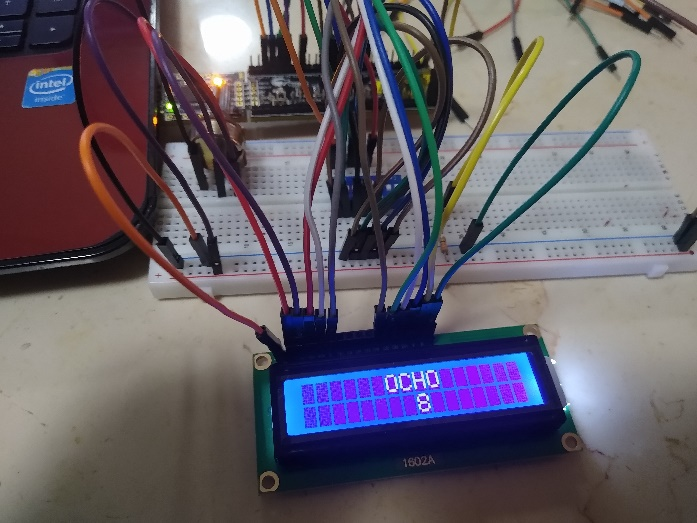 intel
inside
OCHO
8
1602A